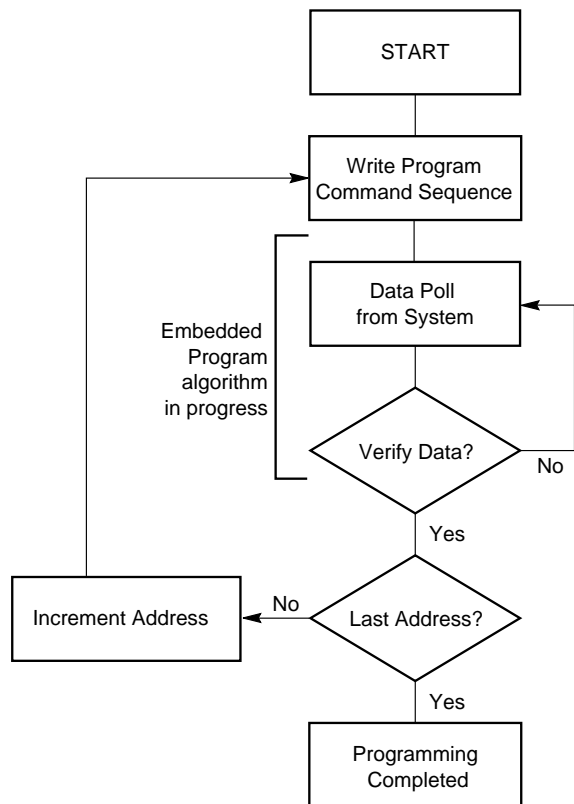 START
Write Program
Command Sequence
Data Poll
from System
Embedded
Program
algorithm
in progress
Verify Data?
No
Yes
Increment Address
No
Last Address?
Yes
Programming
Completed